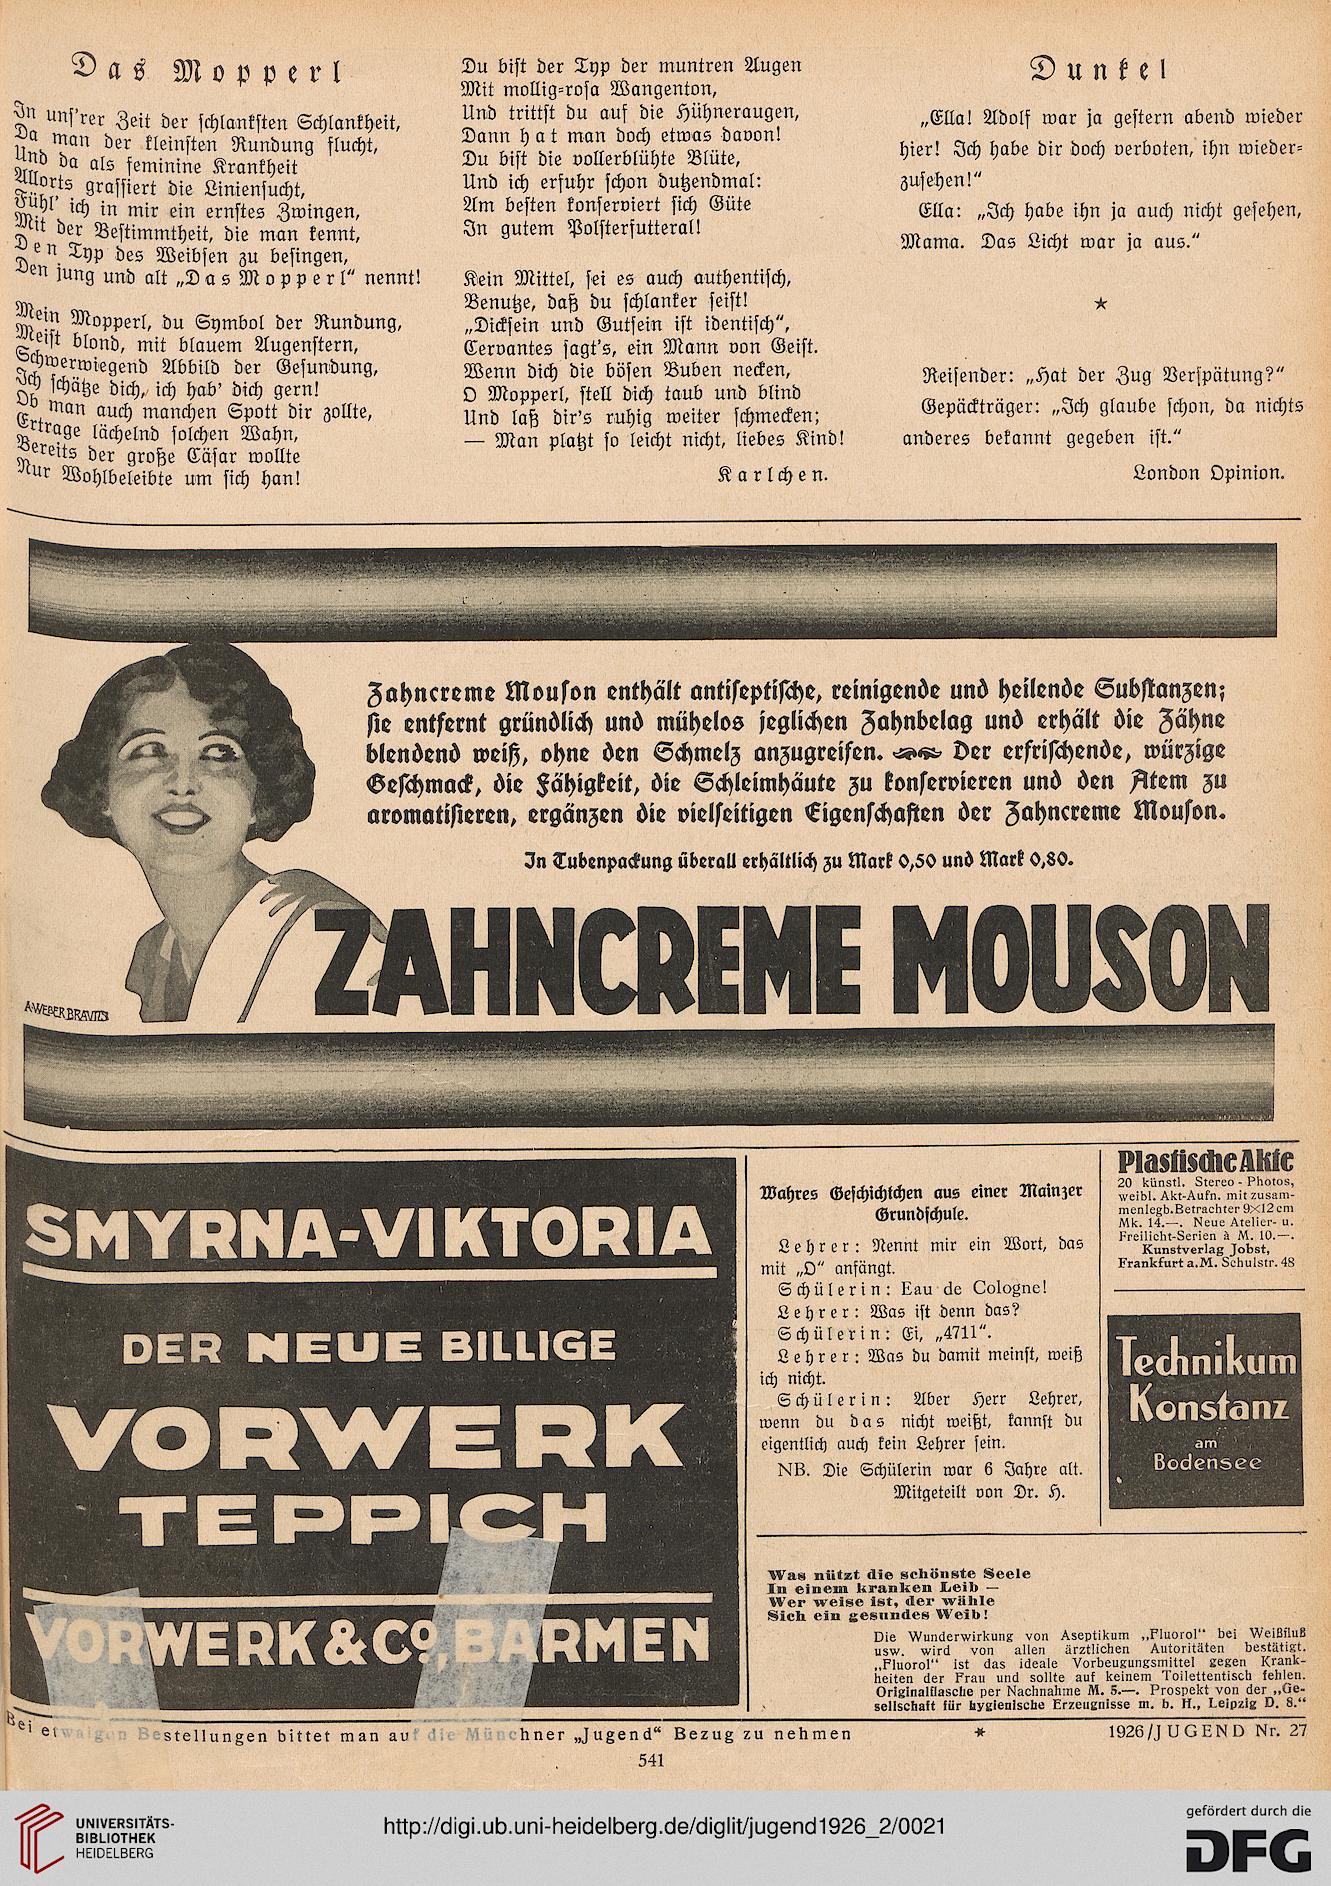 Das Mopperl
In uns'rer Zeit der schlanksten Schlankheit,
Da man der kleinsten Rundung flucht,
Und da als feminine Krankheit
Allorts grassiert die Liniensucht,
Fühl' ich in mir ein ernstes Zwingen,
Mit der Bestimmtheit, die man kennt,
Den Typ des Weibsen zu besingen,
Den jung und alt „Das Mopperl" nennt!
Mein Mopperl, du Symbol der Rundung,
Meist blond, mit blauem Augenstern,
Schwerwiegend Abbild der Gesundung,
Ich schätze dich, ich hab' dich gern!
Ob man auch manchen Spott dir zollte,
Ertrage lächelnd solchen Wahn,
Bereits der große Cäsar wollte
Nur Wohlbeleibte um sich han!
Du bist der Typ der muntren Augen
Mit mollig-rosa Wangenton,
Und trittst du auf die Hühneraugen,
Dann hat man doch etwas davon!
Du bist die vollerblühte Blüte,
Und ich erfuhr schon dutzendmal:
Am besten konserviert sich Güte
In gutem Polsterfutteral!
Kein Mittel, sei es auch authentisch,
Benutze, daß du schlanker seist!
„Dicksein und Gutsein ist identisch",
Cervantes sagt's, ein Mann von Geist.
Wenn dich die bösen Buben necken,
O Mopperl, stell dich taub und blind
Und laß dir's ruhig weiter schmecken;
— Man platzt so leicht nicht, liebes Kind!
Karlchen.
Dunkel
„Ella! Adolf war ja gestern abend wieder
hier! Ich habe dir doch verboten, ihn wieder-
zusehen!"
Ella: „Ich habe ihn ja auch nicht gesehen,
Mama. Das Licht war ja aus."
★
Reisender: „Hat der Zug Verspätung?"
Gepäckträger: „Ich glaube schon, da nichts
anderes bekannt gegeben ist."
London Opinion.
Zahncreme Mouson enthält antiseptische, reinigende und heilende Substanzen;
sie entfernt gründlich und mühelos jeglichen Zahnbelag und erhält die Zähne
blendend weiß, ohne den Schmelz anzugreifen. Der erfrischende, würzige
Geschmack, die Fähigkeit, die Schleimhäute zu konservieren und den Atem zu
aromatisieren, ergänzen die vielseitigen Eigenschaften der Zahncreme Mouson.
In Tubenpackung überall erhältlich zu Mark 0,50 und Mark 0,80.
ZAHNCREME MOUSON
SMYRNA-VIKTORIA
DER NEUE BILLIGE
VORWERK
TEPPICH
VORWERK & Co., BARMEN
Wahres Geschichtchen aus einer Mainzer
Grundschule.
Lehrer: Nennt mir ein Wort, das
mit „O" anfängt.
Schülerin: Eau de Cologne!
Lehrer: Was ist denn das?
Schülerin: Ei, „4711".
Lehrer: Was du damit meinst, weiß
ich nicht.
Schülerin: Aber Herr Lehrer,
wenn du das nicht weißt, kannst du
eigentlich auch kein Lehrer sein.
NB. Die Schülerin war 6 Jahre alt.
Mitgeteilt von Dr. H.
Plastische Akte
20 künstl. Stereo-Photos,
weibl. Akt-Aufn. mit zusam-
menlegb. Betrachter 9×12 cm
Mk. 14.—. Neue Atelier- u.
Freilicht-Serien à M. 10.—.
Kunstverlag Jobst,
Frankfurt a. M. Schulstr. 48
Technikum
Konstanz
am
Bodensee
Was nützt die schönste Seele
In einem kranken Leib —
Wer weise ist, der wähle
Sich ein gesundes Weib!
Die Wunderwirkung von Aseptikum „Fluorol" bei Weißfluß
usw. wird von allen ärztlichen Autoritäten bestätigt.
„Fluorol" ist das ideale Vorbeugungsmittel gegen Krank-
heiten der Frau und sollte auf keinem Toilettentisch fehlen.
Originalflasche per Nachnahme M. 5.—. Prospekt von der „Ge-
sellschaft für hygienische Erzeugnisse m. b. H., Leipzig D. 8."
Bei etwaigen Bestellungen bittet man auf die Münchner „Jugend" Bezug zu nehmen * 1926 / JUGEND Nr. 27
541
UNIVERSITÄTS-
BIBLIOTHEK
HEIDELBERG
http://digi.ub.uni-heidelberg.de/diglit/jugend1926_2/0021
gefördert durch die
DFG